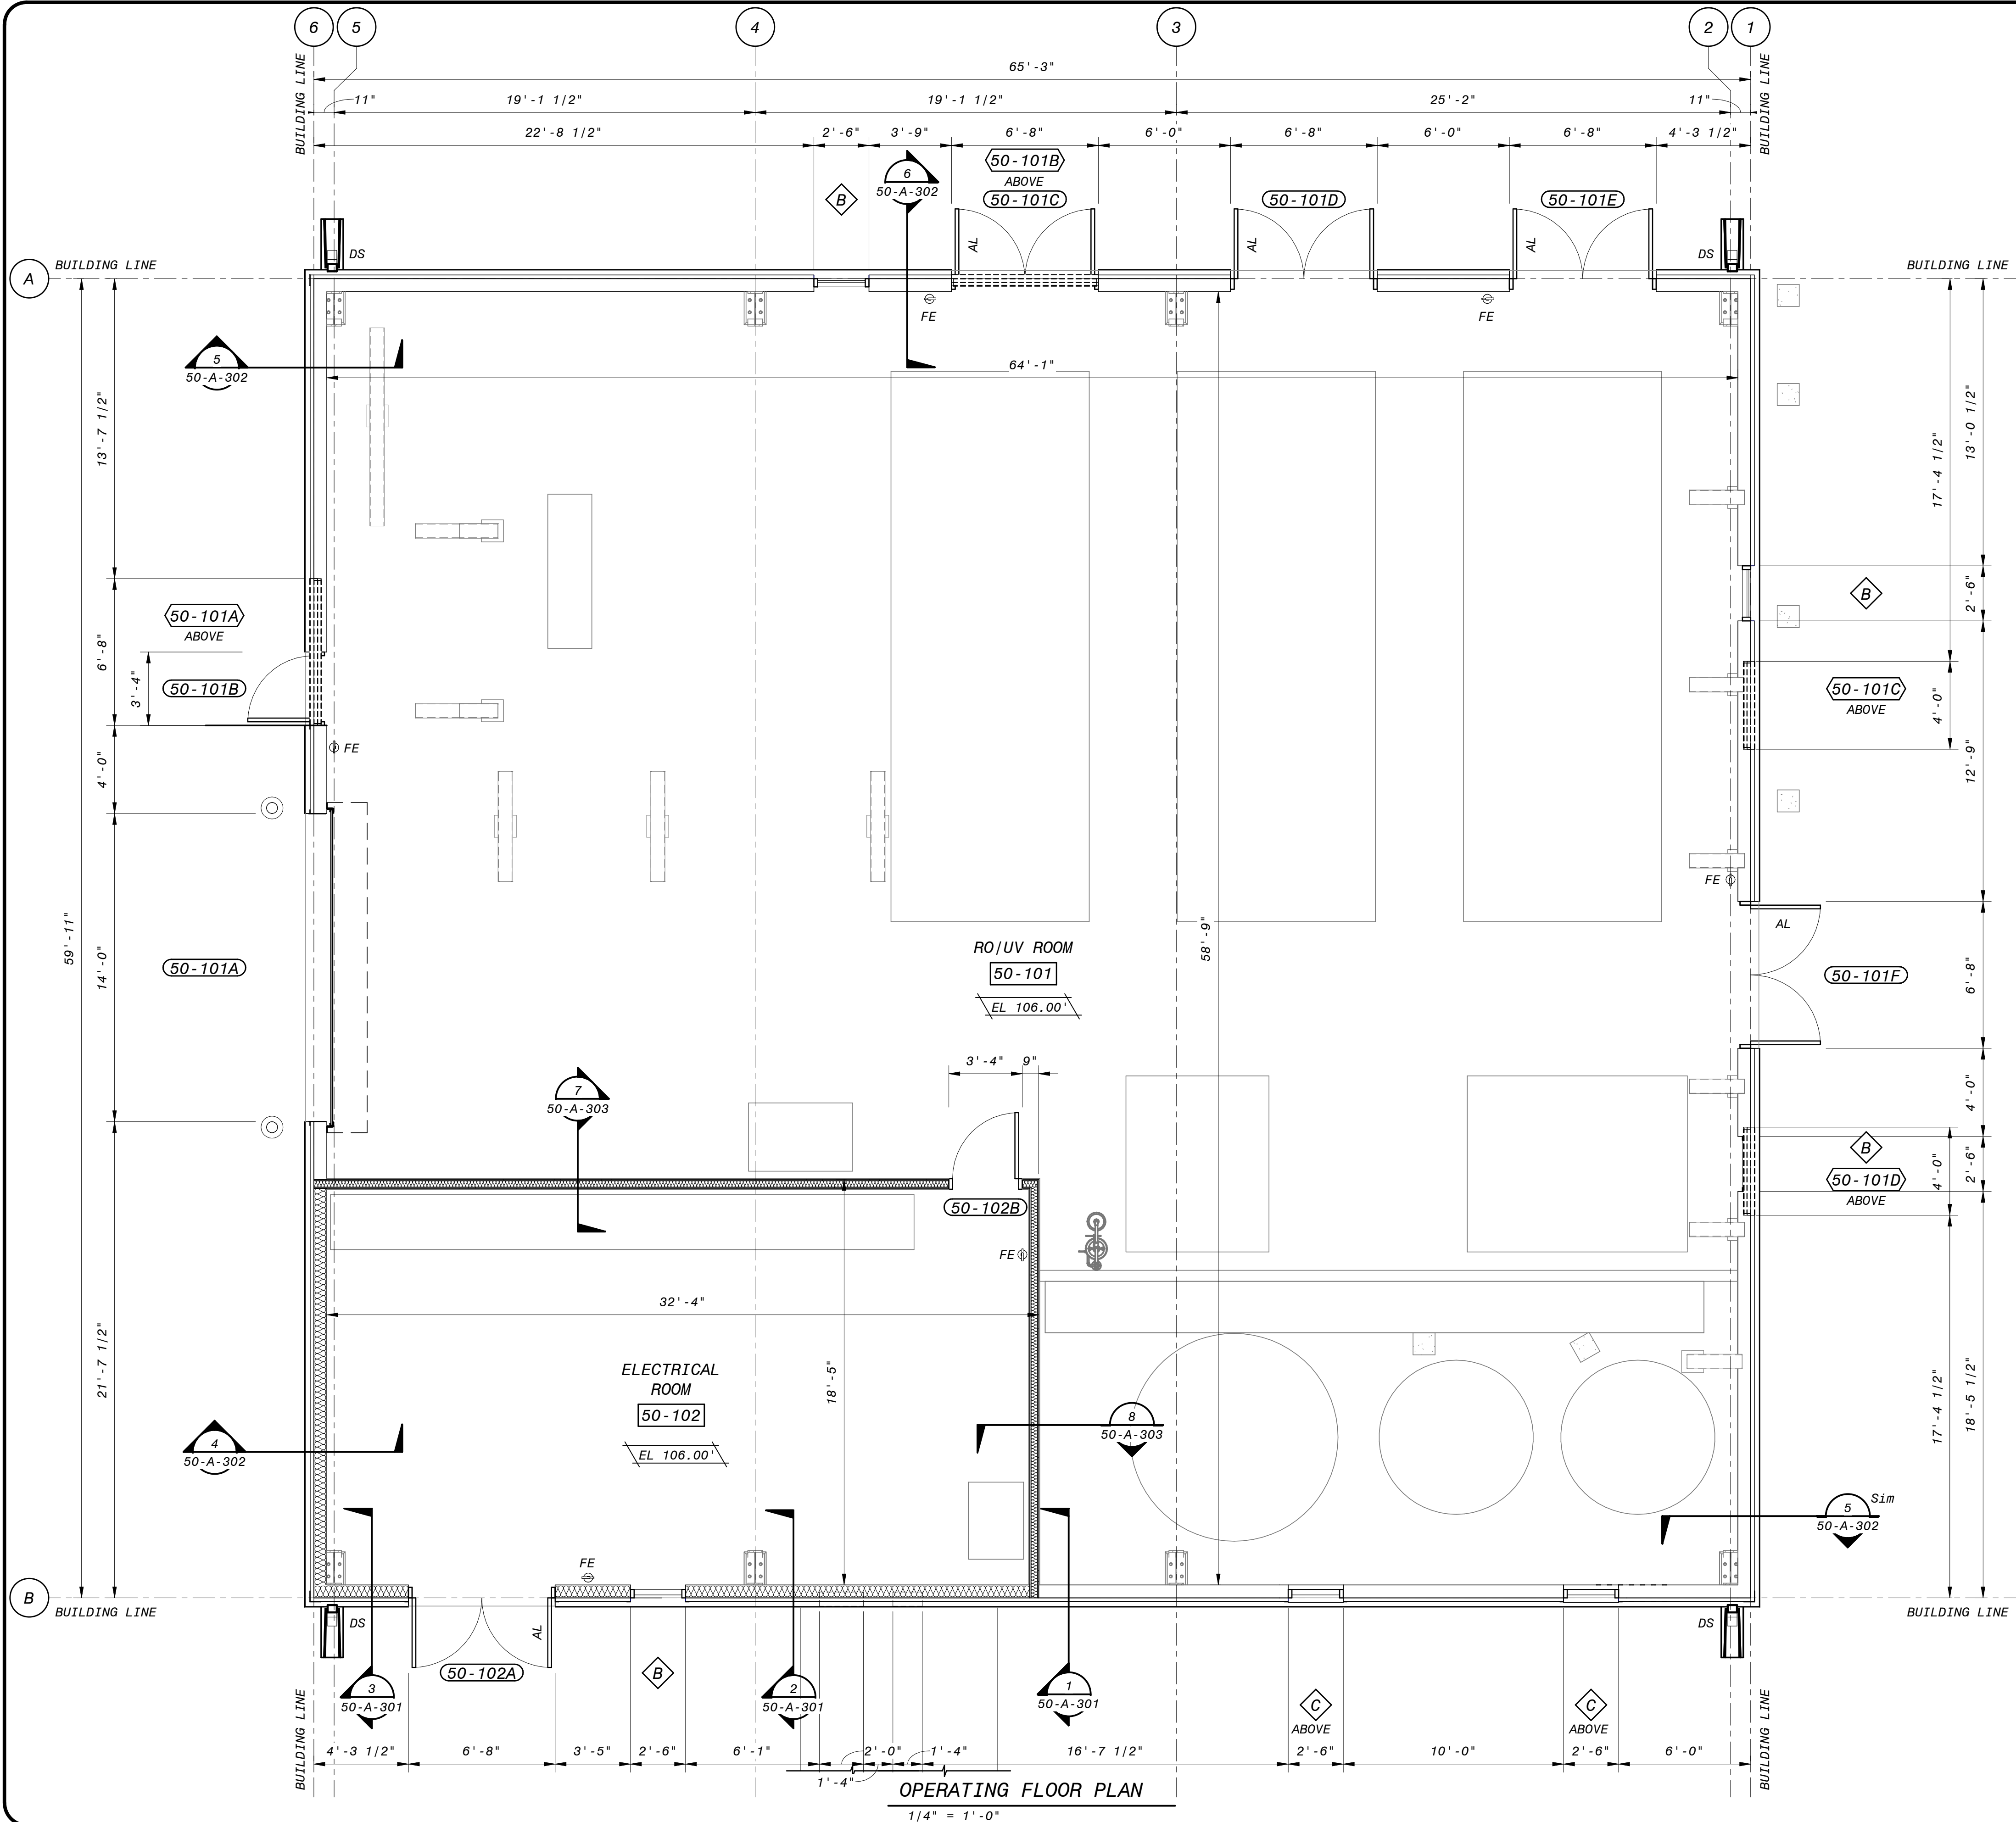 6 5 4 3 2 1
BUILDING LINE
BUILDING LINE
65'-3"
11" 19'-1 1/2" 19'-1 1/2" 25'-2" 11"
22'-8 1/2" 2'-6" 3'-9" 6'-8" 6'-0" 6'-8" 6'-0" 6'-8" 4'-3 1/2"
50-101B
ABOVE
6
50-A-302
B
50-101C
50-101D
50-101E
AL
AL
AL
DS
DS
A
BUILDING LINE
BUILDING LINE
FE
FE
5
50-A-302
64'-1"
13'-7 1/2"
17'-4 1/2"
13'-0 1/2"
50-101A
ABOVE
6'-8"
3'-4"
50-101B
B
2'-6"
50-101C
ABOVE
4'-0"
12'-9"
FE
4'-0"
FE
AL
59'-11"
14'-0"
50-101A
RO/UV ROOM
50-101
EL 106.00'
58'-9"
50-101F
6'-8"
3'-4" 9"
7
50-A-303
4'-0"
B
50-101D
ABOVE
4'-0"
2'-6"
50-102B
FE
32'-4"
21'-7 1/2"
18'-5"
ELECTRICAL
ROOM
50-102
EL 106.00'
8
50-A-303
17'-4 1/2"
18'-5 1/2"
4
50-A-302
5
Sim
50-A-302
FE
B
BUILDING LINE
BUILDING LINE
DS
AL
DS
50-102A
B
3
50-A-301
2
50-A-301
1
50-A-301
C
ABOVE
C
ABOVE
BUILDING LINE
BUILDING LINE
4'-3 1/2" 6'-8" 3'-5" 2'-6" 6'-1" 2'-0" 1'-4" 16'-7 1/2" 2'-6" 10'-0" 2'-6" 6'-0"
1'-4"
OPERATING FLOOR PLAN
1/4" = 1'-0"